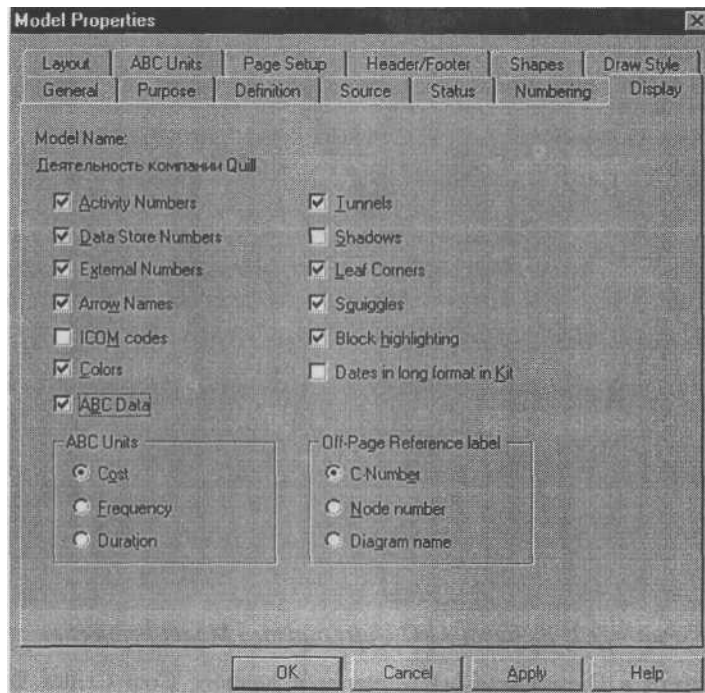 Model Properties
Layout ABC Units Page Setup Header/Footer Shapes Draw Style
General Purpose Definition Source Status Numbering Display
Model Name:
Деятельность компании Quill
Activity Numbers
Data Store Numbers
External Numbers
Arrow Names
ICOM codes
Colors
ABC Data
Tunnels
Shadows
Leaf Corners
Squiggles
Block highlighting
Dates in long format in Kit
ABC Units
Cost
Frequency
Duration
Off-Page Reference label
C-Number
Node number
Diagram name
OK Cancel Apply Help